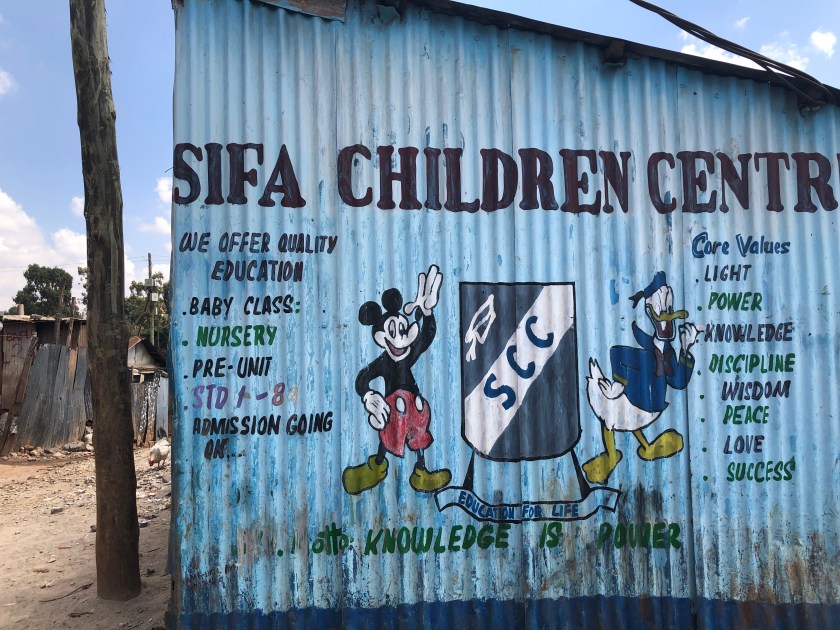 SIFA CHILDREN CENTR
WE OFFER QUALITY
EDUCATION
.BABY CLASS:
. NURSERY
. PRE-UNIT
. STD 1-8
ADMISSION GOING
ON...
SCC
EDUCATION FOR LIFE
Core Values
. LIGHT
. POWER
KNOWLEDGE
. DISCIPLINE
. WISDOM
. PEACE
. LOVE
. SUCCESS
Motto: KNOWLEDGE IS POWER